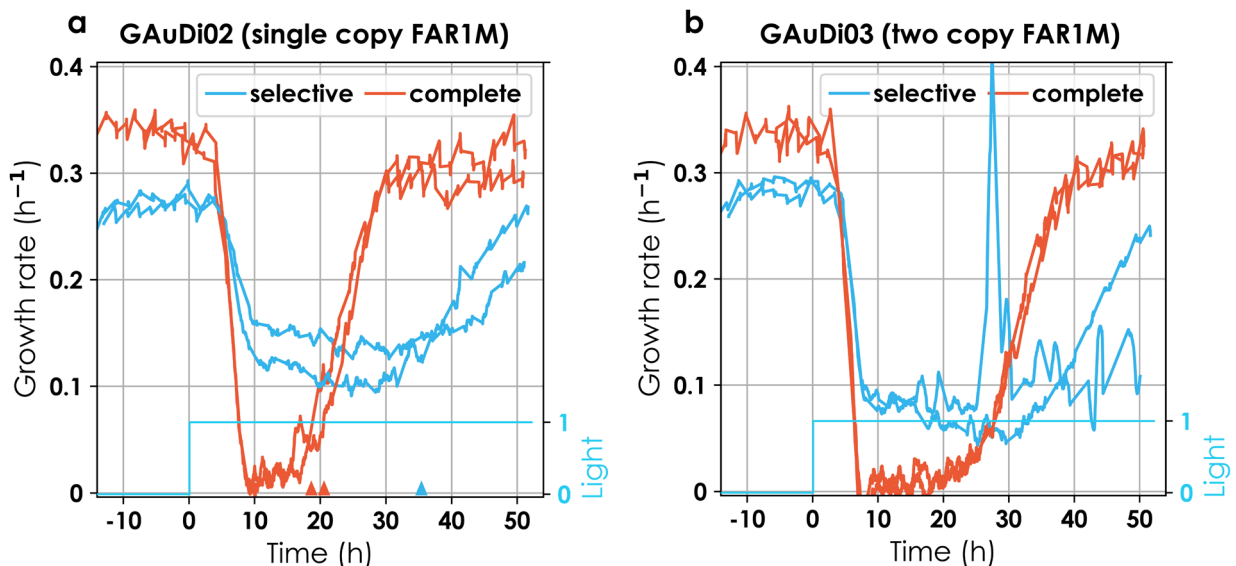 a
GAuDi02 (single copy FAR1M)
selective
complete
Growth rate (h⁻¹)
0.4
0.3
0.2
0.1
0
1
0
Light
-10 0 10 20 30 40 50
Time (h)
b
GAuDi03 (two copy FAR1M)
selective
complete
Growth rate (h⁻¹)
0.4
0.3
0.2
0.1
0
1
0
Light
-10 0 10 20 30 40 50
Time (h)